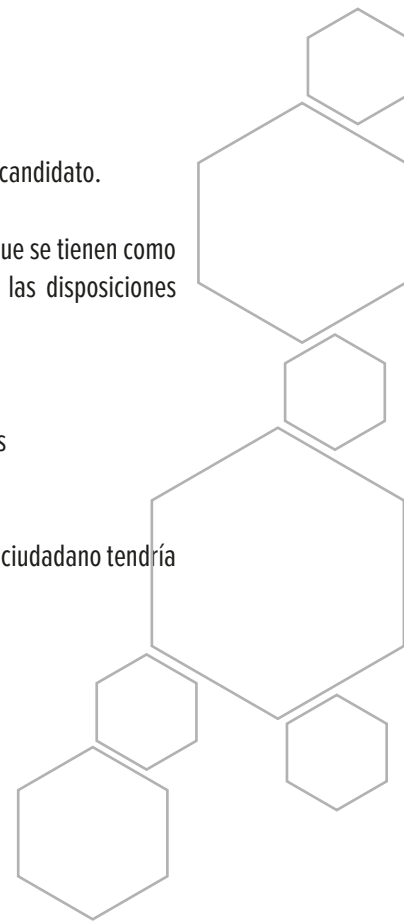 candidato.
ue se tienen como
las disposiciones
s
ciudadano tendría